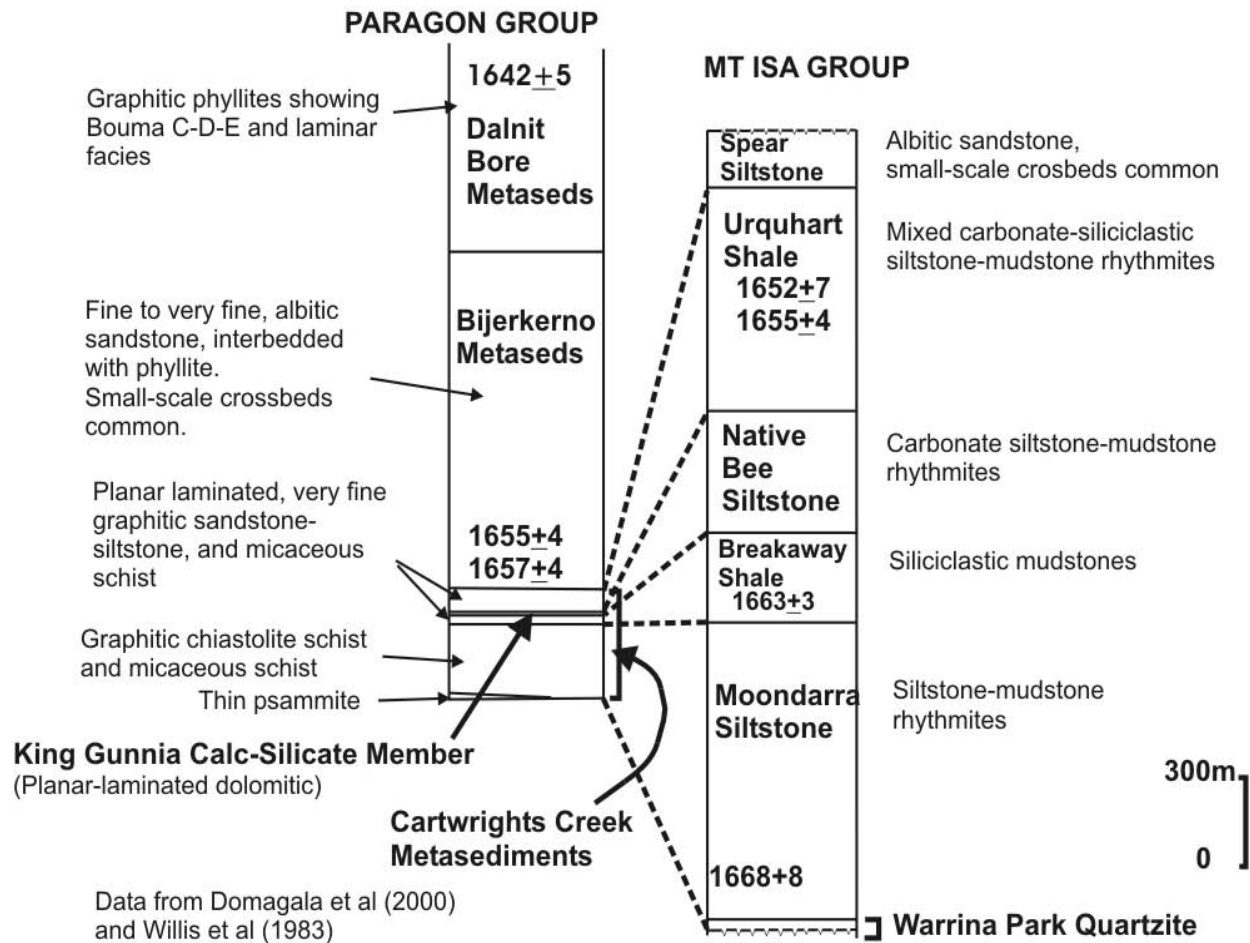 PARAGON GROUP
1642±5
Dalnit
Bore
Metaseds
Graphitic phyllites showing
Bouma C-D-E and laminar
facies
Bijerkerno
Metaseds
Fine to very fine, albitic
sandstone, interbedded
with phyllite.
Small-scale crossbeds
common.
1655±4
1657±4
Planar laminated, very fine
graphitic sandstone-
siltstone, and micaceous
schist
Graphitic chiastolite schist
and micaceous schist
Thin psammite
King Gunnia Calc-Silicate Member
(Planar-laminated dolomitic)
Cartwrights Creek
Metasediments
Data from Domagala et al (2000)
and Willis et al (1983)
MT ISA GROUP
Spear
Siltstone
Albitic sandstone,
small-scale crosbeds common
Urquhart
Shale
1652±7
1655±4
Mixed carbonate-siliciclastic
siltstone-mudstone rhythmites
Native
Bee
Siltstone
Carbonate siltstone-mudstone
rhythmites
Breakaway
Shale
1663±3
Siliciclastic mudstones
Moondarra
Siltstone
Siltstone-mudstone
rhythmites
1668+8
Warrina Park Quartzite
300m
0